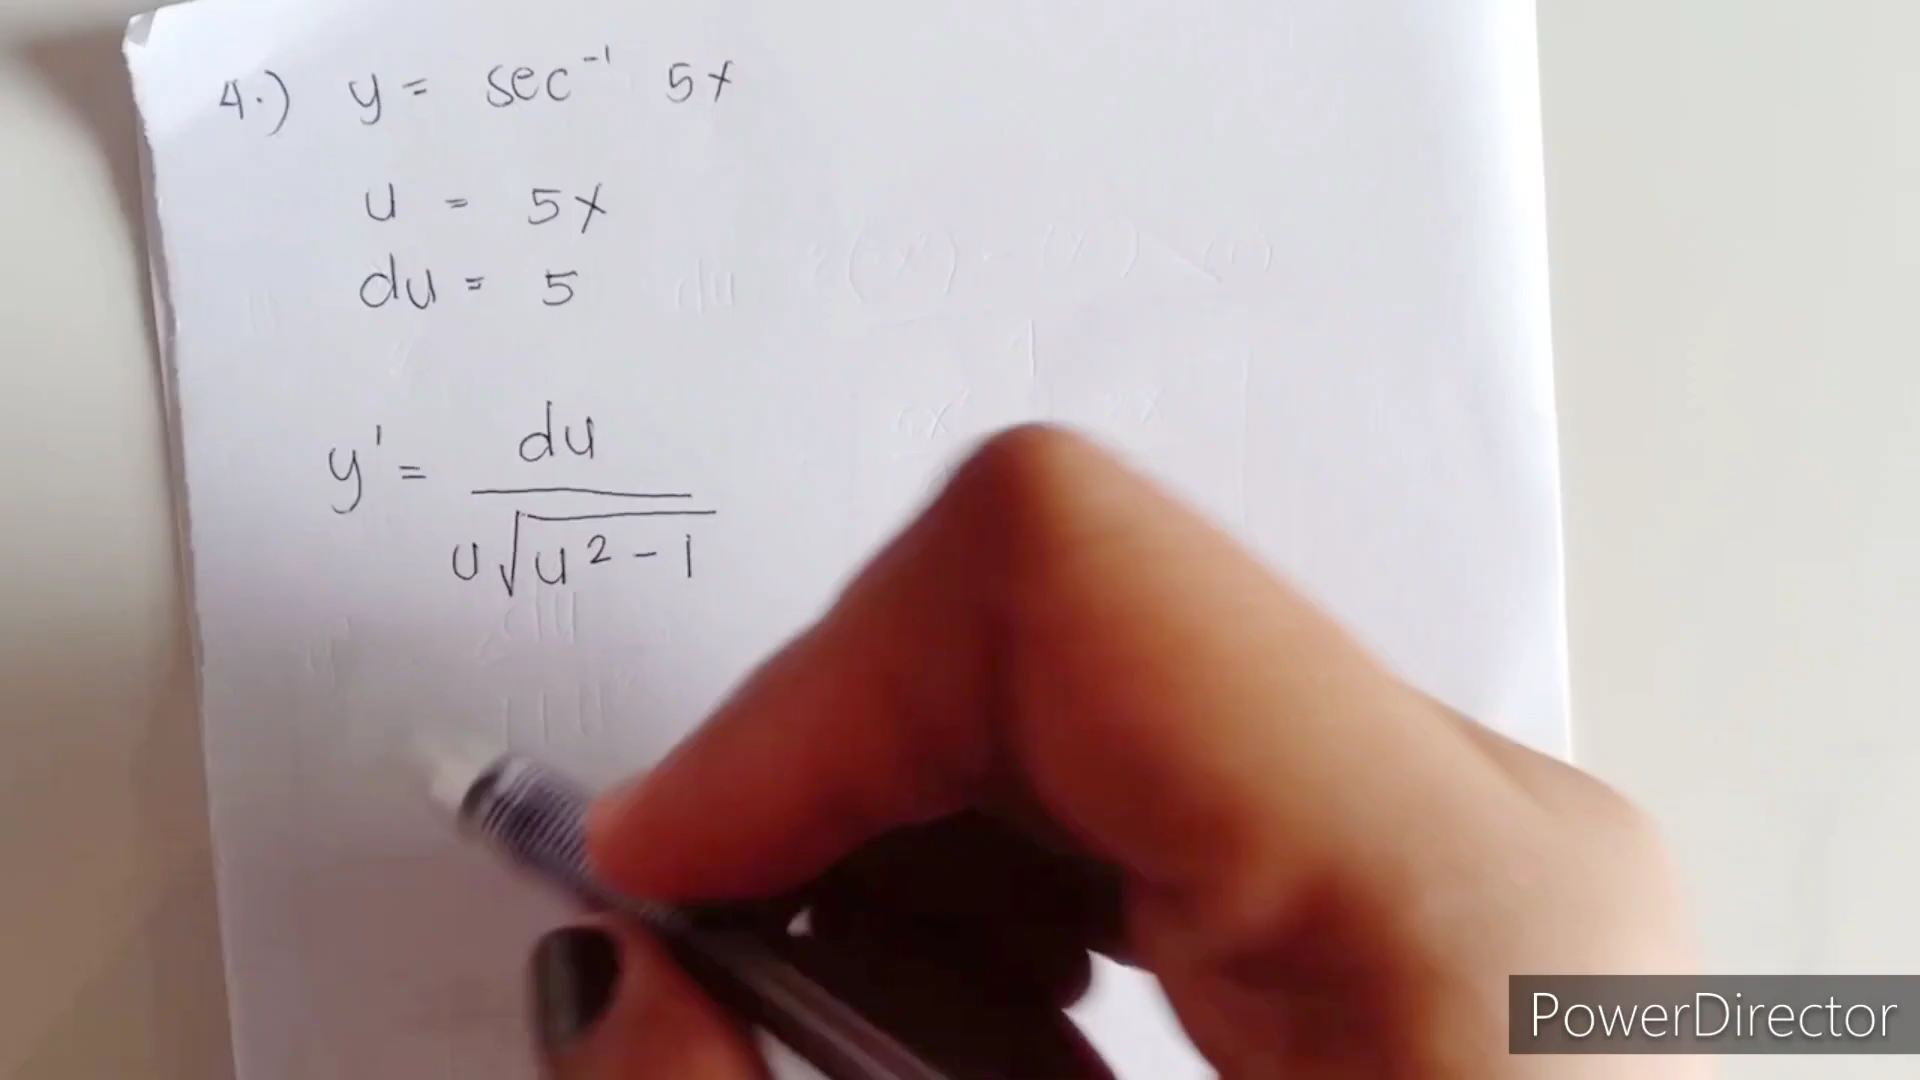 4.) y = sec⁻¹ 5x
u = 5x
du = 5
y' = du
u√u² - 1
PowerDirector